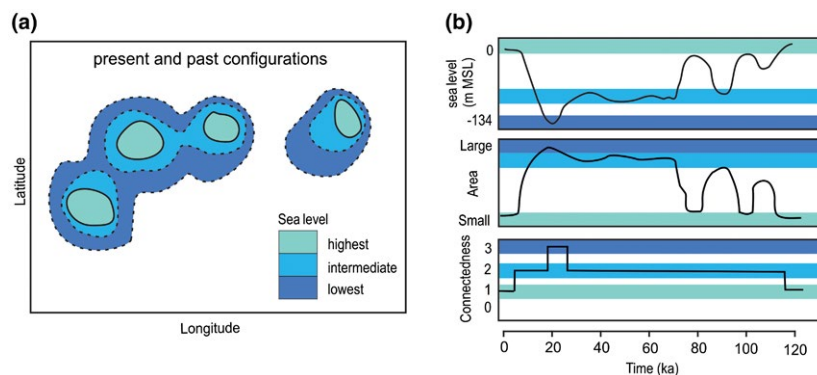 (a)
present and past configurations
Latitude
Sea level
highest
intermediate
lowest
Longitude
(b)
sea level
(m MSL)
0
-134
Large
Area
Small
Connectedness
3
2
1
0
0 20 40 60 80 100 120
Time (ka)